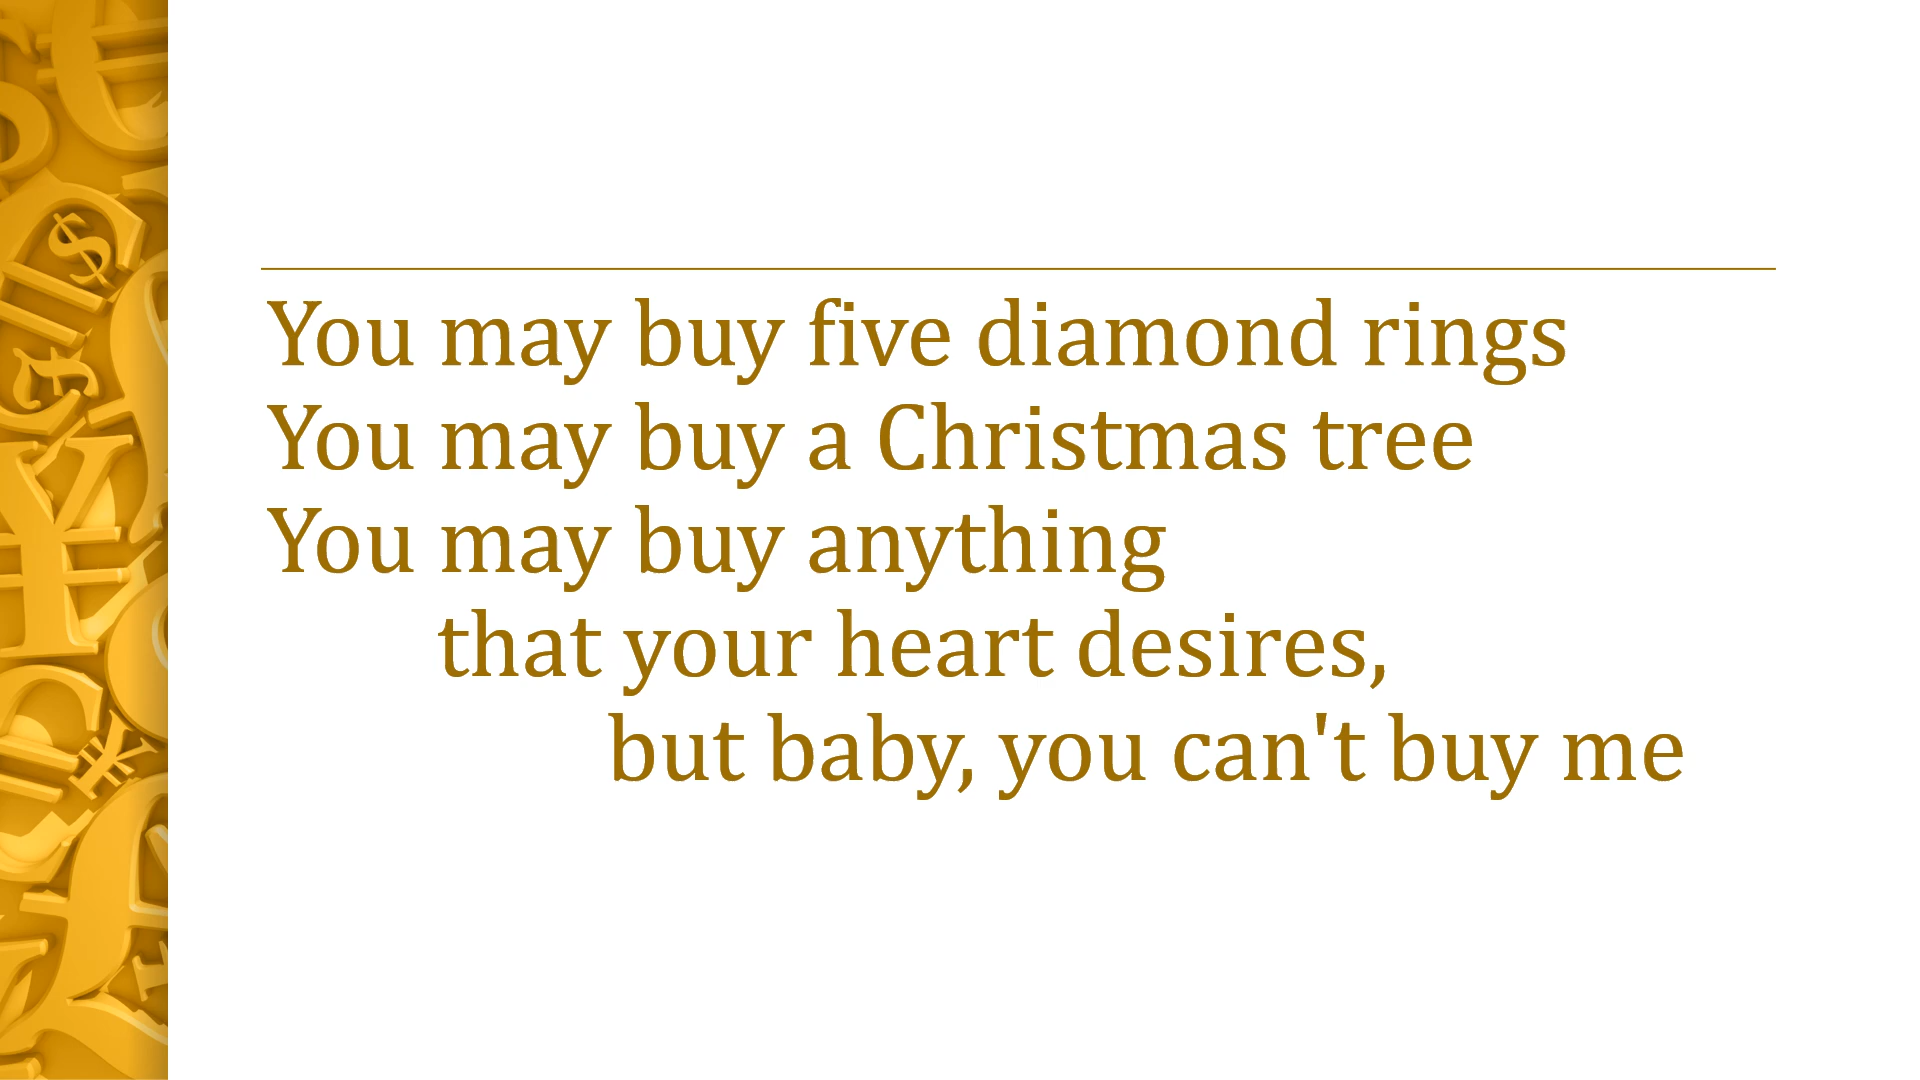 You may buy five diamond rings
You may buy a Christmas tree
You may buy anything
that your heart desires,
but baby, you can't buy me